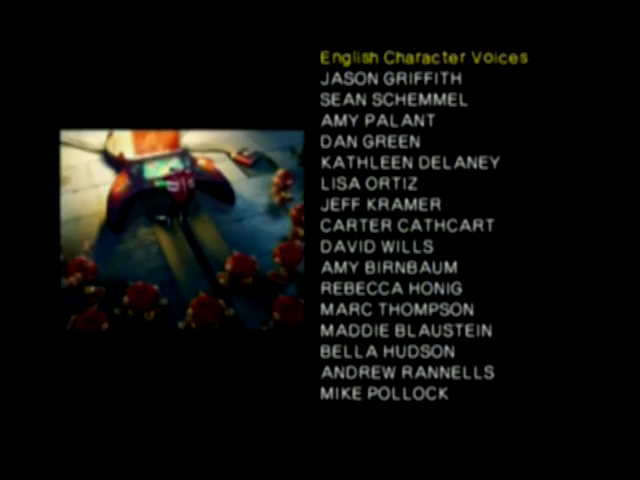 English Character Voices
JASON GRIFFITH
SEAN SCHEMMEL
AMY PALANT
DAN GREEN
KATHLEEN DELANEY
LISA ORTIZ
JEFF KRAMER
CARTER CATHCART
DAVID WILLS
AMY BIRNBAUM
REBECCA HONIG
MARC THOMPSON
MADDIE BLAUSTEIN
BELLA HUDSON
ANDREW RANNELLS
MIKE POLLOCK